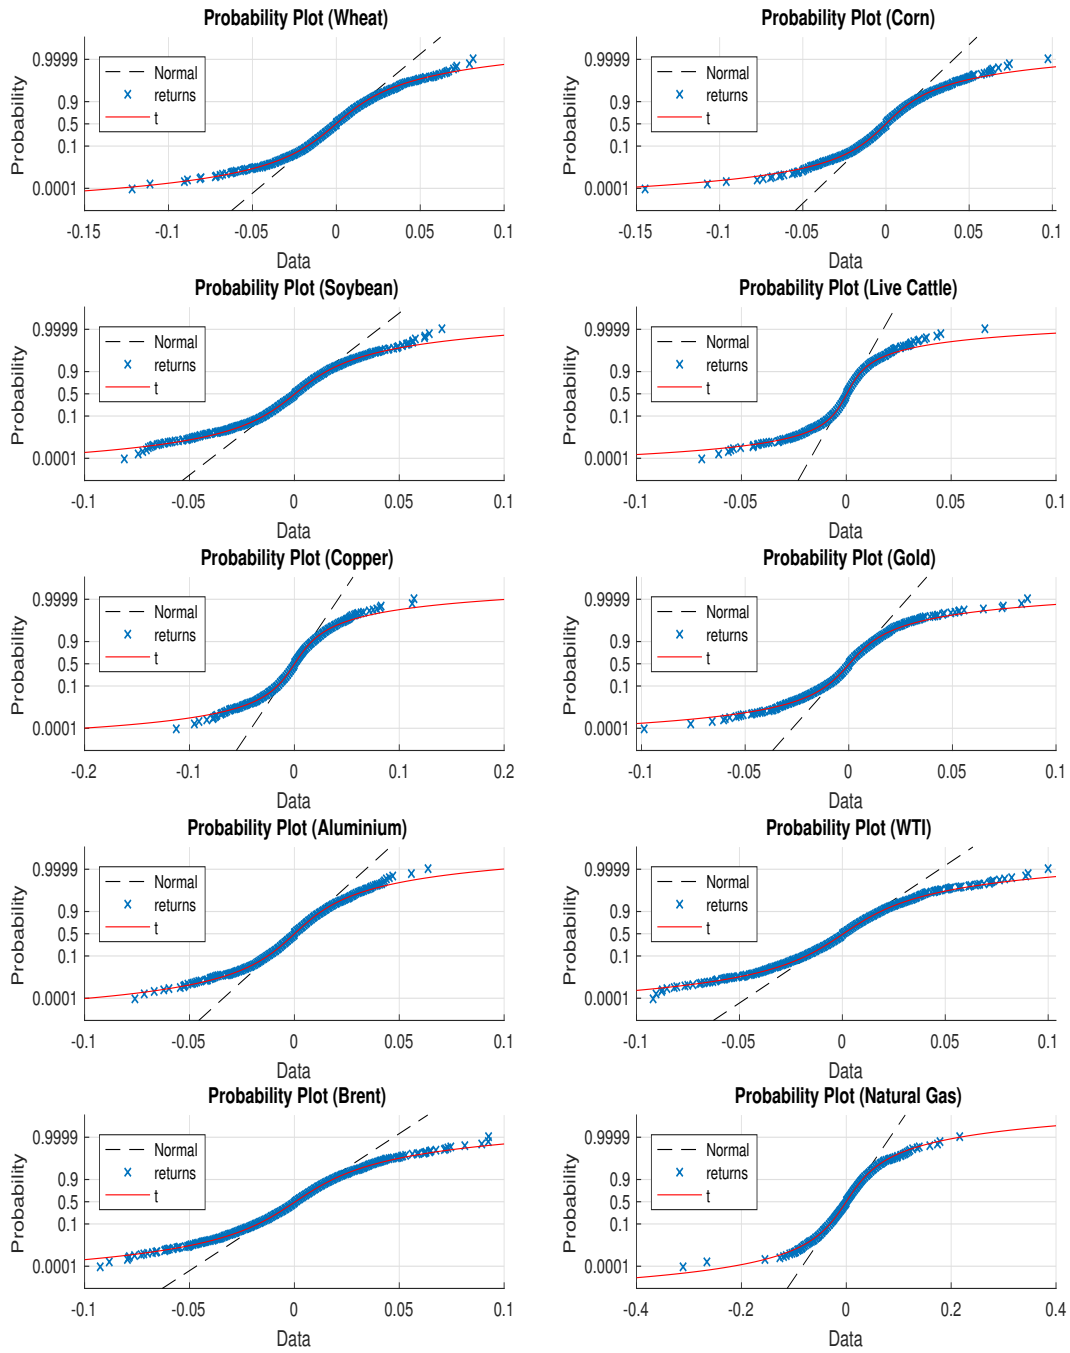 Probability Plot (Wheat)
Probability
0.9999
0.9
0.5
0.1
0.0001
Normal
returns
t
-0.15
-0.1
-0.05
0
0.05
0.1
Data
Probability Plot (Corn)
Probability
0.9999
0.9
0.5
0.1
0.0001
Normal
returns
t
-0.15
-0.1
-0.05
0
0.05
0.1
Data
Probability Plot (Soybean)
Probability
0.9999
0.9
0.5
0.1
0.0001
Normal
returns
t
-0.1
-0.05
0
0.05
0.1
Data
Probability Plot (Live Cattle)
Probability
0.9999
0.9
0.5
0.1
0.0001
Normal
returns
t
-0.1
-0.05
0
0.05
0.1
Data
Probability Plot (Copper)
Probability
0.9999
0.9
0.5
0.1
0.0001
Normal
returns
t
-0.2
-0.1
0
0.1
0.2
Data
Probability Plot (Gold)
Probability
0.9999
0.9
0.5
0.1
0.0001
Normal
returns
t
-0.1
-0.05
0
0.05
0.1
Data
Probability Plot (Aluminium)
Probability
0.9999
0.9
0.5
0.1
0.0001
Normal
returns
t
-0.1
-0.05
0
0.05
0.1
Data
Probability Plot (WTI)
Probability
0.9999
0.9
0.5
0.1
0.0001
Normal
returns
t
-0.1
-0.05
0
0.05
0.1
Data
Probability Plot (Brent)
Probability
0.9999
0.9
0.5
0.1
0.0001
Normal
returns
t
-0.1
-0.05
0
0.05
0.1
Data
Probability Plot (Natural Gas)
Probability
0.9999
0.9
0.5
0.1
0.0001
Normal
returns
t
-0.4
-0.2
0
0.2
0.4
Data